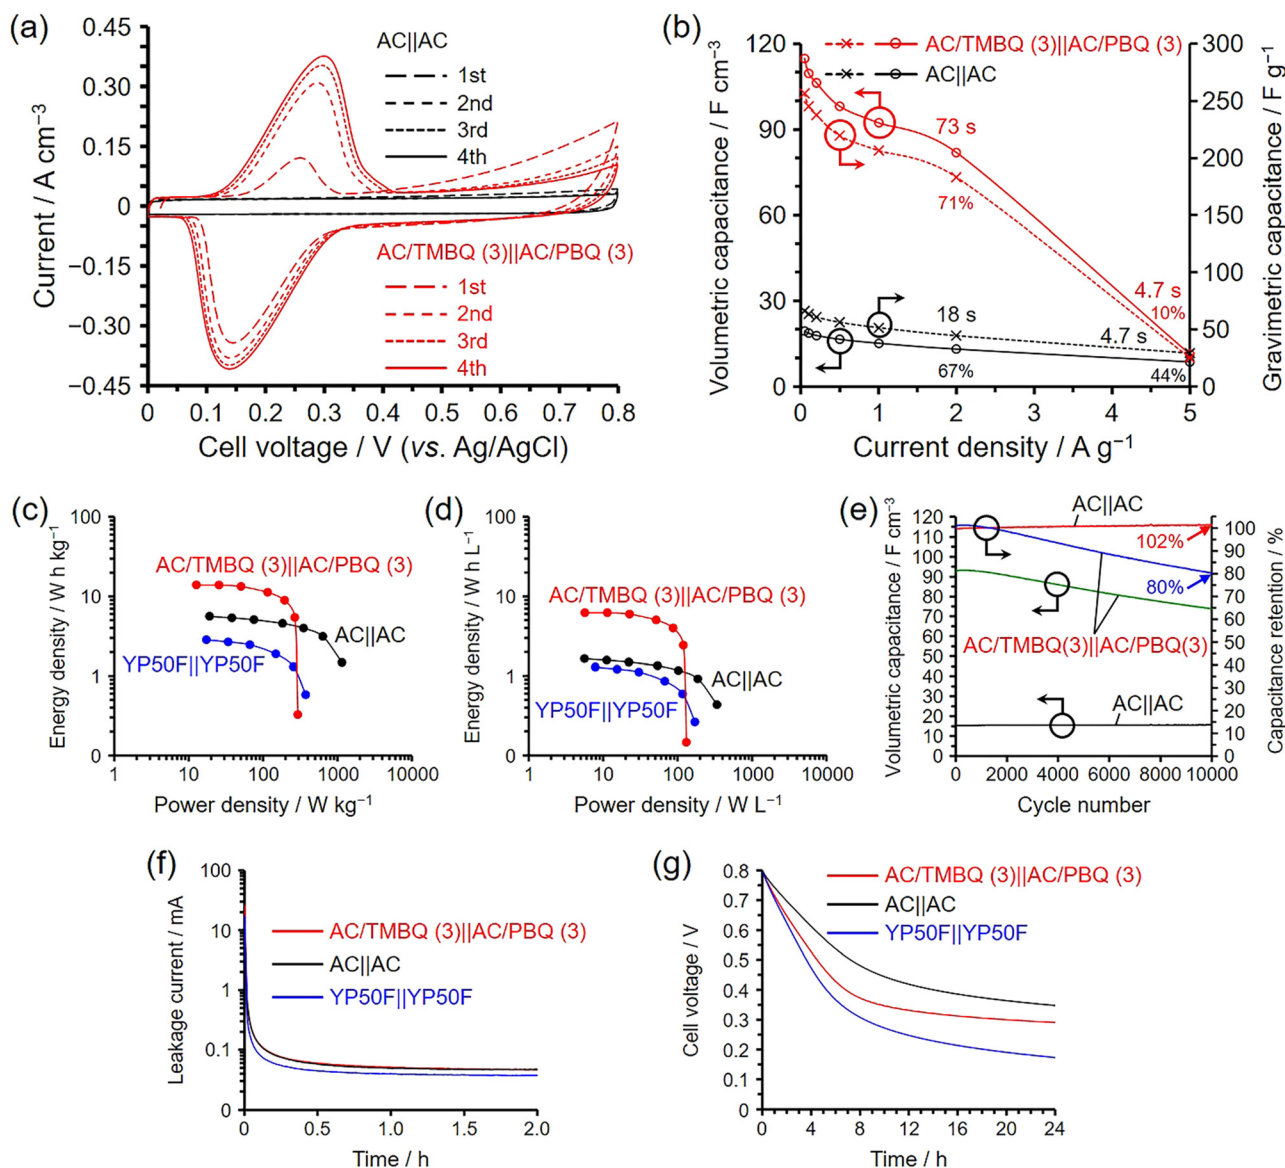 (a)
0.45
0.30
0.15
0
−0.15
−0.30
−0.45
Current / A cm⁻³
AC||AC
1st
2nd
3rd
4th
AC/TMBQ (3)||AC/PBQ (3)
1st
2nd
3rd
4th
0 0.1 0.2 0.3 0.4 0.5 0.6 0.7 0.8
Cell voltage / V (vs. Ag/AgCl)
(b)
AC/TMBQ (3)||AC/PBQ (3)
AC||AC
120
90
60
30
0
Volumetric capacitance / F cm⁻³
300
250
200
150
100
50
0
Gravimetric capacitance / F g⁻¹
73 s
71%
4.7 s
10%
18 s
4.7 s
67%
44%
0 1 2 3 4 5
Current density / A g⁻¹
(c)
100
10
1
0
Energy density / W h kg⁻¹
AC/TMBQ (3)||AC/PBQ (3)
AC||AC
YP50F||YP50F
1 10 100 1000 10000
Power density / W kg⁻¹
(d)
100
10
1
0
Energy density / W h L⁻¹
AC/TMBQ (3)||AC/PBQ (3)
AC||AC
YP50F||YP50F
1 10 100 1000 10000
Power density / W L⁻¹
(e)
AC||AC
120
115
110
105
100
95
90
85
80
75
70
65
60
55
50
45
40
35
30
25
20
15
10
5
0
Volumetric capacitance / F cm⁻³
100
90
80
70
60
50
40
30
20
10
0
Capacitance retention / %
102%
80%
AC/TMBQ(3)||AC/PBQ(3)
AC||AC
0 2000 4000 6000 8000 10000
Cycle number
(f)
100
10
1
0.1
0
Leakage current / mA
AC/TMBQ (3)||AC/PBQ (3)
AC||AC
YP50F||YP50F
0 0.5 1.0 1.5 2.0
Time / h
(g)
0.8
0.7
0.6
0.5
0.4
0.3
0.2
0.1
0
Cell voltage / V
AC/TMBQ (3)||AC/PBQ (3)
AC||AC
YP50F||YP50F
0 4 8 12 16 20 24
Time / h